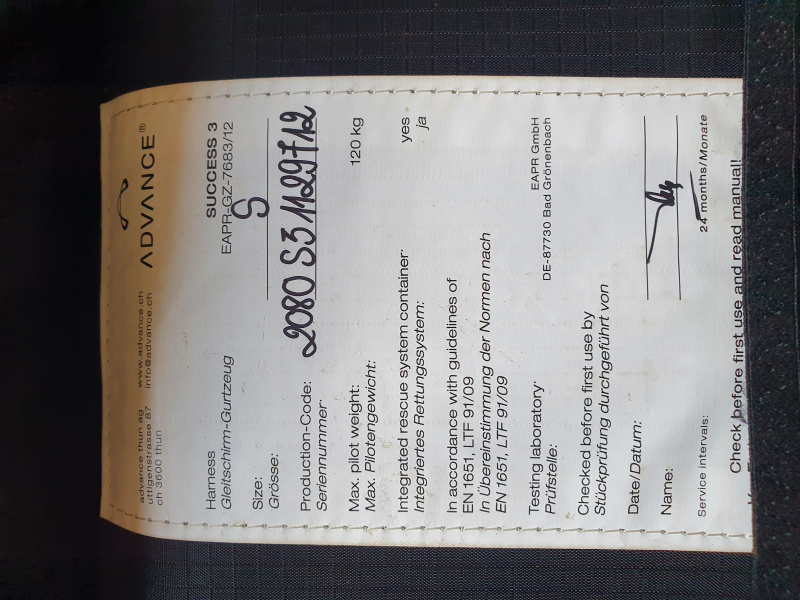 advance thun ag
uttigenstrasse 87
ch 3600 thun
www.advance.ch
info@advance.ch
ADVANCE®
Harness SUCCESS 3
Gleitschirm-Gurtzeug EAPR-GZ-7683/12
Size: S
Grösse:
Production-Code: 2080 S3 1129712
Seriennummer:
Max. pilot weight: 120 kg
Max. Pilotengewicht:
Integrated rescue system container: yes
Integriertes Rettungssystem: ja
In accordance with guidelines of
EN 1651, LTF 91/09
In Übereinstimmung der Normen nach
EN 1651, LTF 91/09
Testing laboratory EAPR GmbH
Prüfstelle: DE-87730 Bad Grönenbach
Checked before first use by
Stückprüfung durchgeführt von
Date/Datum:
Name:
Service intervals: 24 months/Monate
Check before first use and read manual!